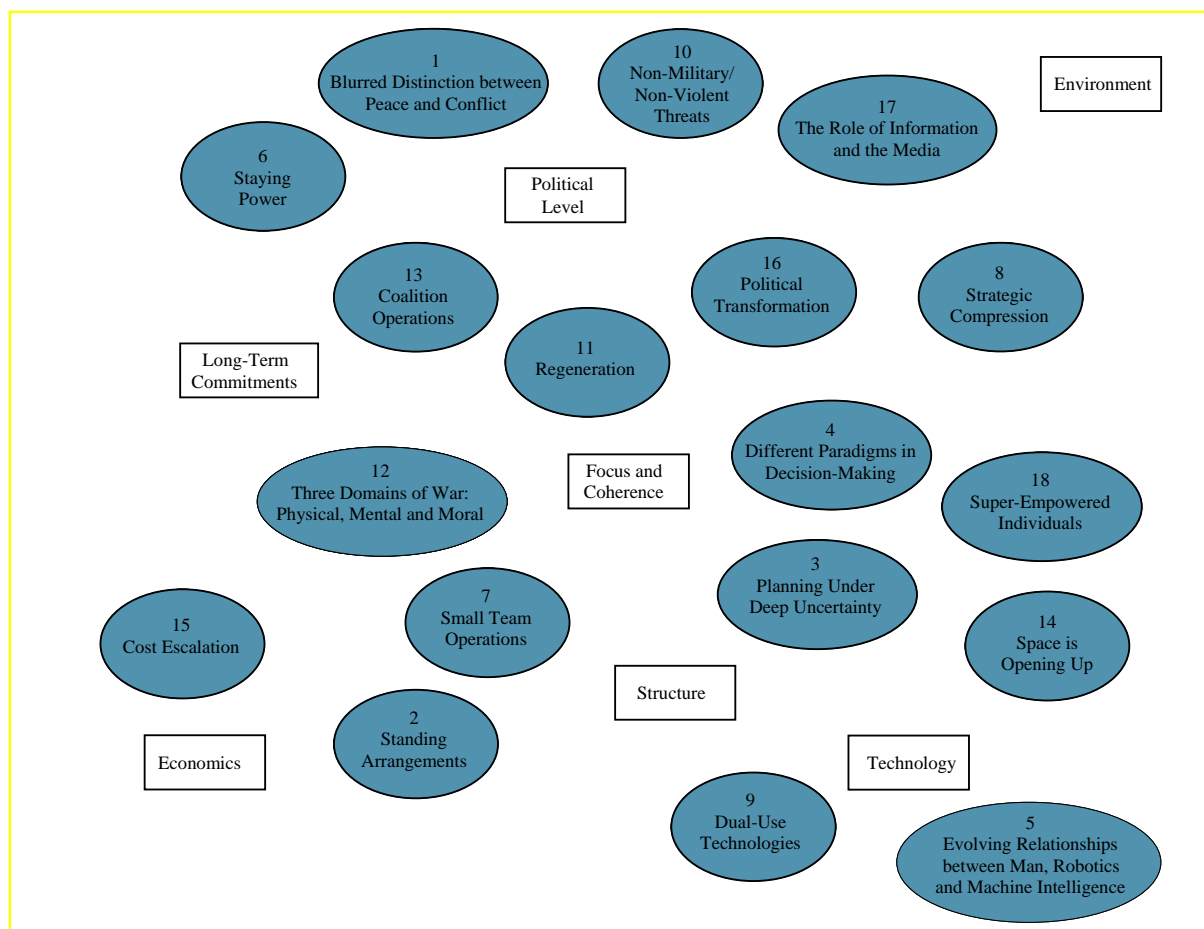 1
Blurred Distinction between
Peace and Conflict
10
Non-Military/
Non-Violent
Threats
Environment
17
The Role of Information
and the Media
6
Staying
Power
Political
Level
13
Coalition
Operations
16
Political
Transformation
8
Strategic
Compression
11
Regeneration
Long-Term
Commitments
4
Different Paradigms in
Decision-Making
12
Three Domains of War:
Physical, Mental and Moral
Focus and
Coherence
18
Super-Empowered
Individuals
3
Planning Under
Deep Uncertainty
7
Small Team
Operations
15
Cost Escalation
14
Space is
Opening Up
Structure
2
Standing
Arrangements
Economics
Technology
9
Dual-Use
Technologies
5
Evolving Relationships
between Man, Robotics
and Machine Intelligence